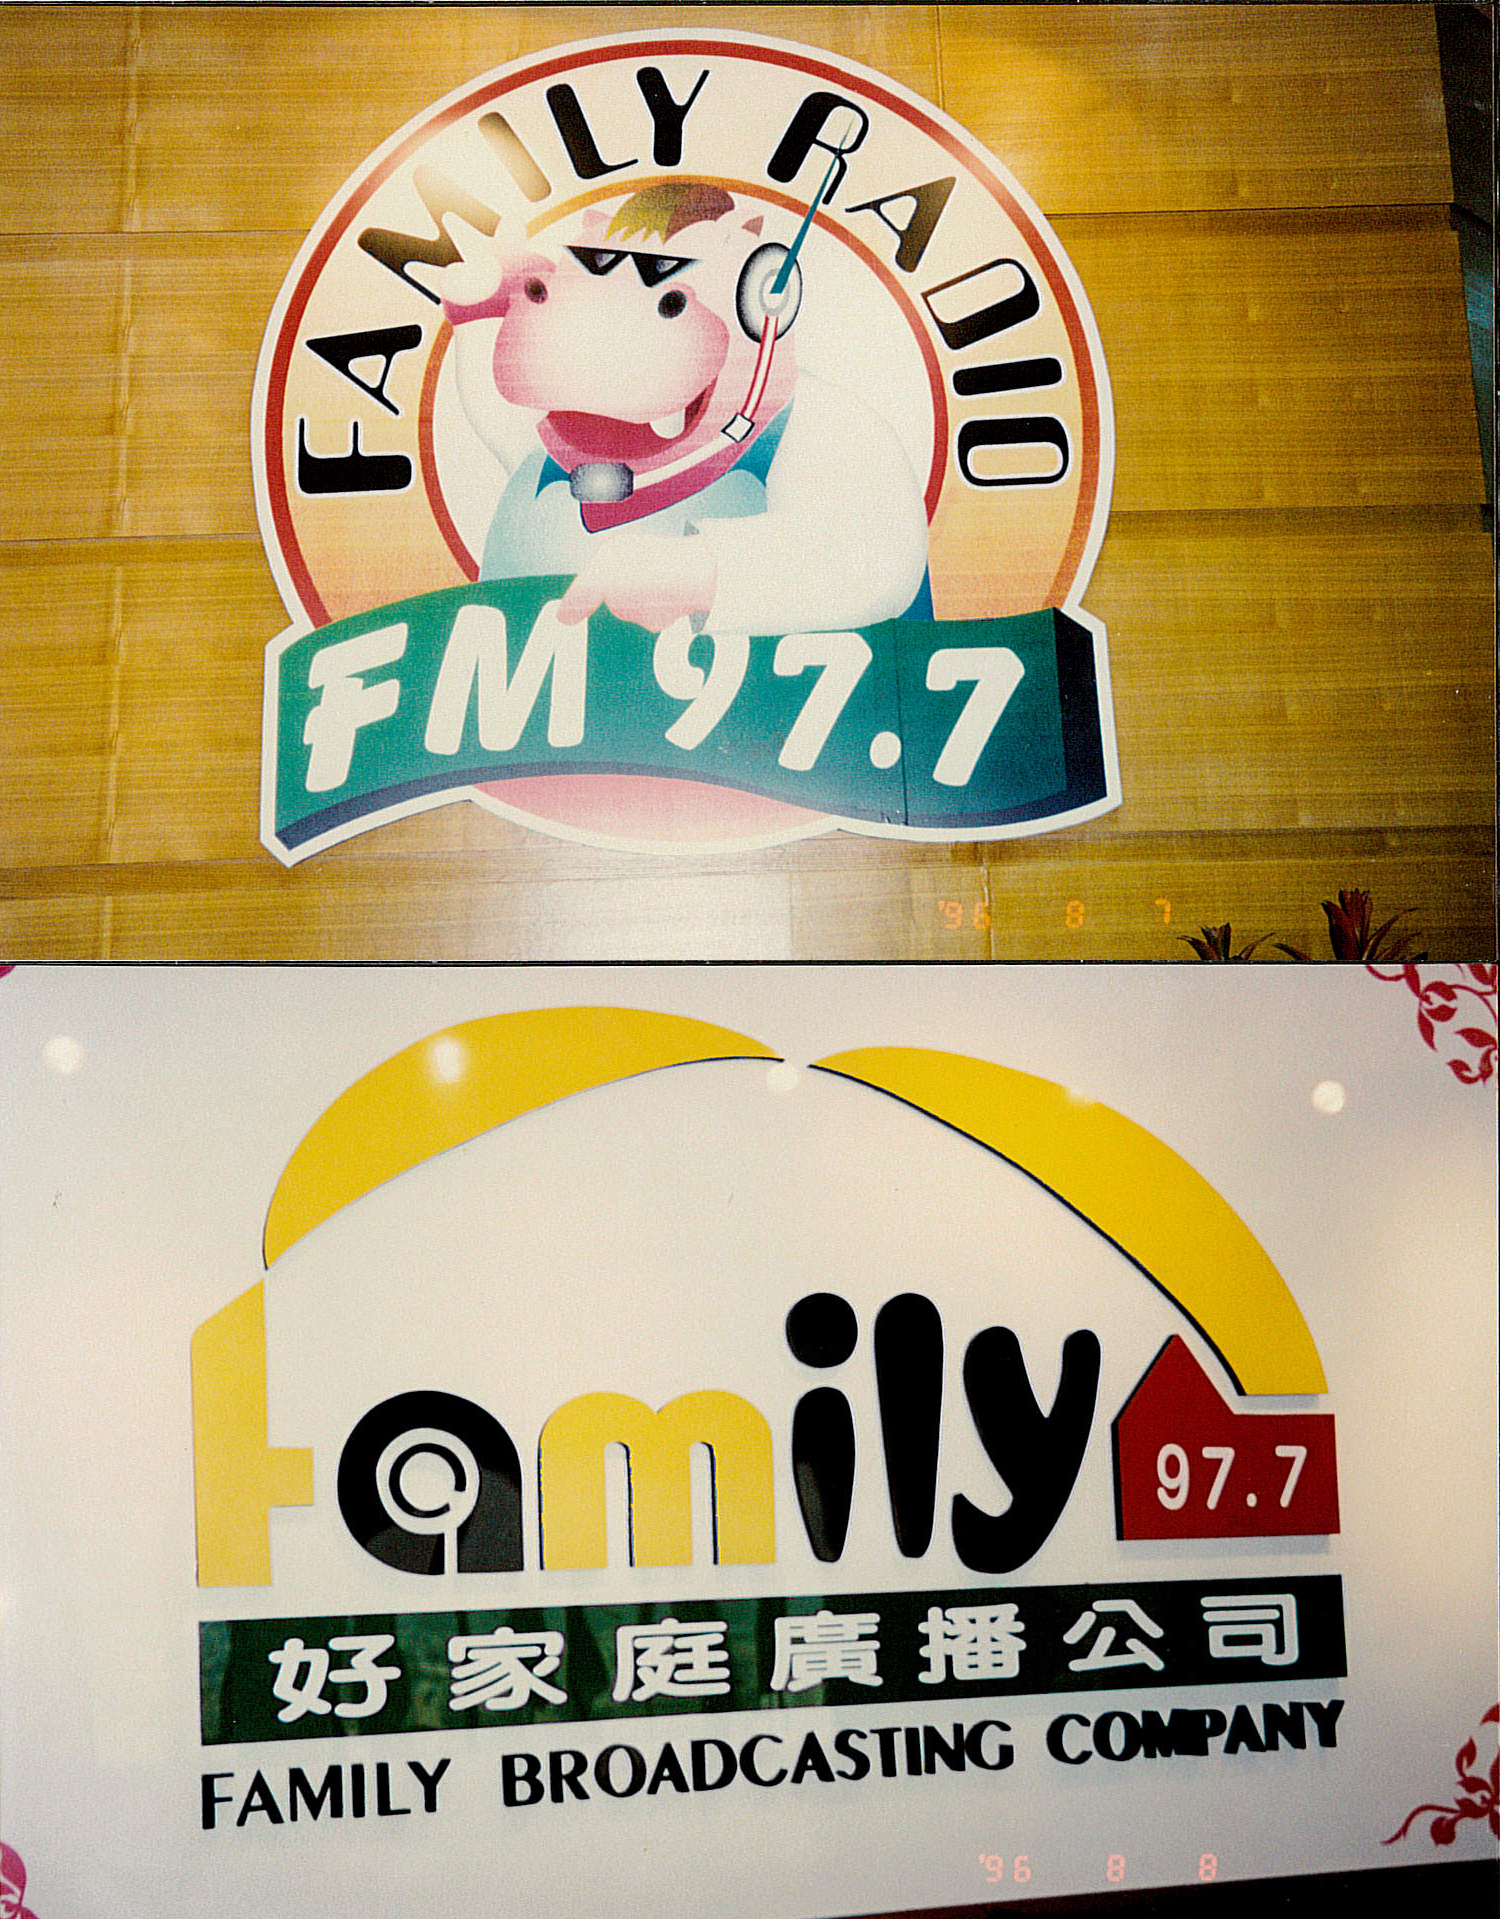 FAMILY RADIO
FM 97.7
'96 8 7
family
97.7
好家庭廣播公司
FAMILY BROADCASTING COMPANY
'96 8 8